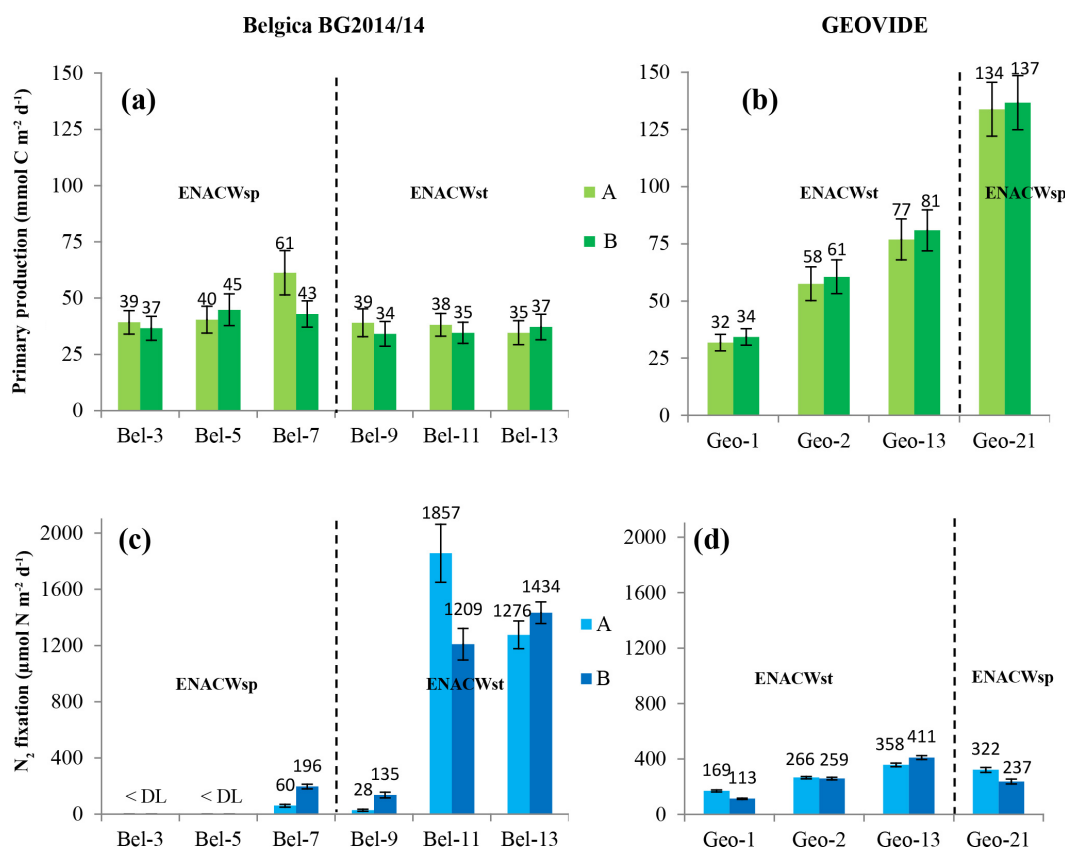 Belgica BG2014/14
GEOVIDE
Primary production (mmol C m⁻² d⁻¹)
150
125
100
75
50
25
0
(a)
ENACWsp
ENACWst
39 37
40 45
61 43
39 34
38 35
35 37
Bel-3 Bel-5 Bel-7 Bel-9 Bel-11 Bel-13
A
B
150
125
100
75
50
25
0
(b)
ENACWst
ENACWsp
32 34
58 61
77 81
134 137
Geo-1 Geo-2 Geo-13 Geo-21
N₂ fixation (µmol N m⁻² d⁻¹)
2000
1600
1200
800
400
0
(c)
ENACWsp
ENACWst
< DL
< DL
60 196
28 135
1857 1209
1276 1434
Bel-3 Bel-5 Bel-7 Bel-9 Bel-11 Bel-13
A
B
2000
1600
1200
800
400
0
(d)
ENACWst
ENACWsp
169 113
266 259
358 411
322 237
Geo-1 Geo-2 Geo-13 Geo-21